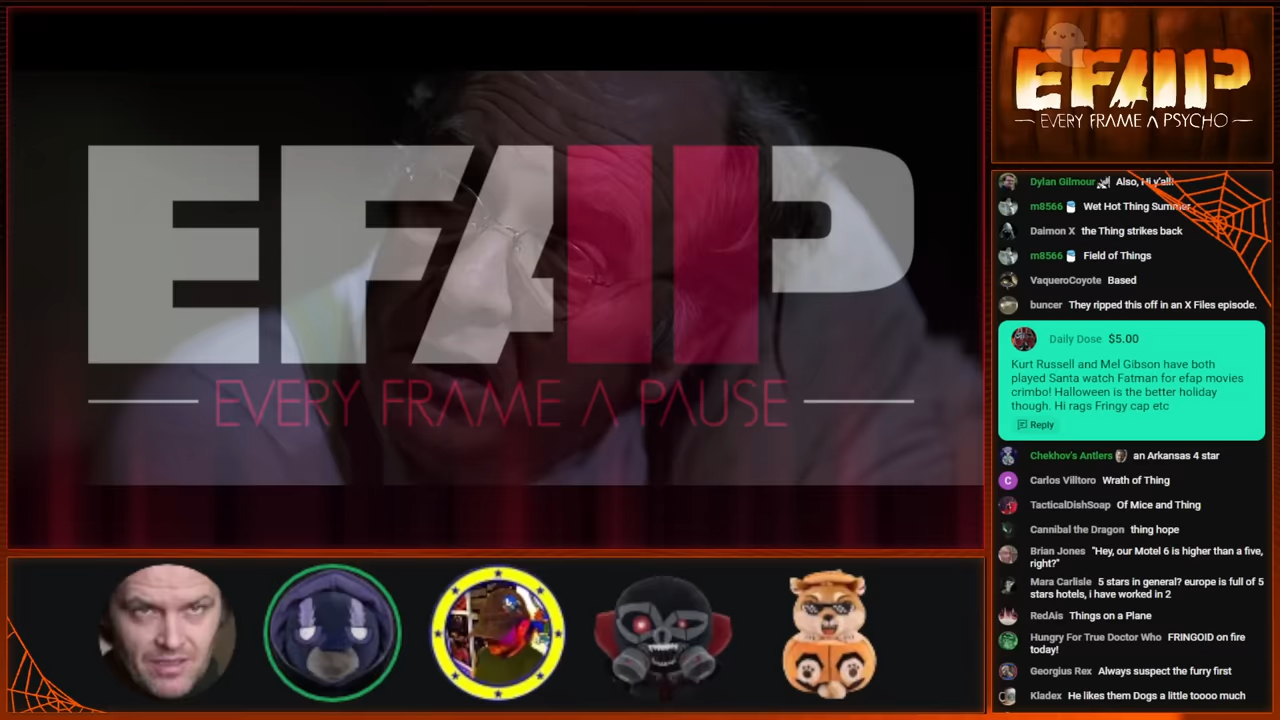 EFAP
EVERY FRAME A PAUSE
EFAP
EVERY FRAME A PSYCHO
Dylan Gilmour Also, Hi y'all!
m8566 Wet Hot Thing Summer
Daimon X the Thing strikes back
m8566 Field of Things
VaqueroCoyote Based
buncer They ripped this off in an X Files episode.
Daily Dose $5.00
Kurt Russell and Mel Gibson have both
played Santa watch Fatman for efap movies
crimbo! Halloween is the better holiday
though. Hi rags Fringy cap etc
Reply
Chekhov's Antlers an Arkansas 4 star
C Carlos Villtoro Wrath of Thing
TacticalDishSoap Of Mice and Thing
Cannibal the Dragon thing hope
Brian Jones "Hey, our Motel 6 is higher than a five,
right?"
Mara Carlisle 5 stars in general? europe is full of 5
stars hotels, i have worked in 2
RedAis Things on a Plane
Hungry For True Doctor Who FRINGOID on fire
today!
Georgius Rex Always suspect the furry first
Kladex He likes them Dogs a little toooo much